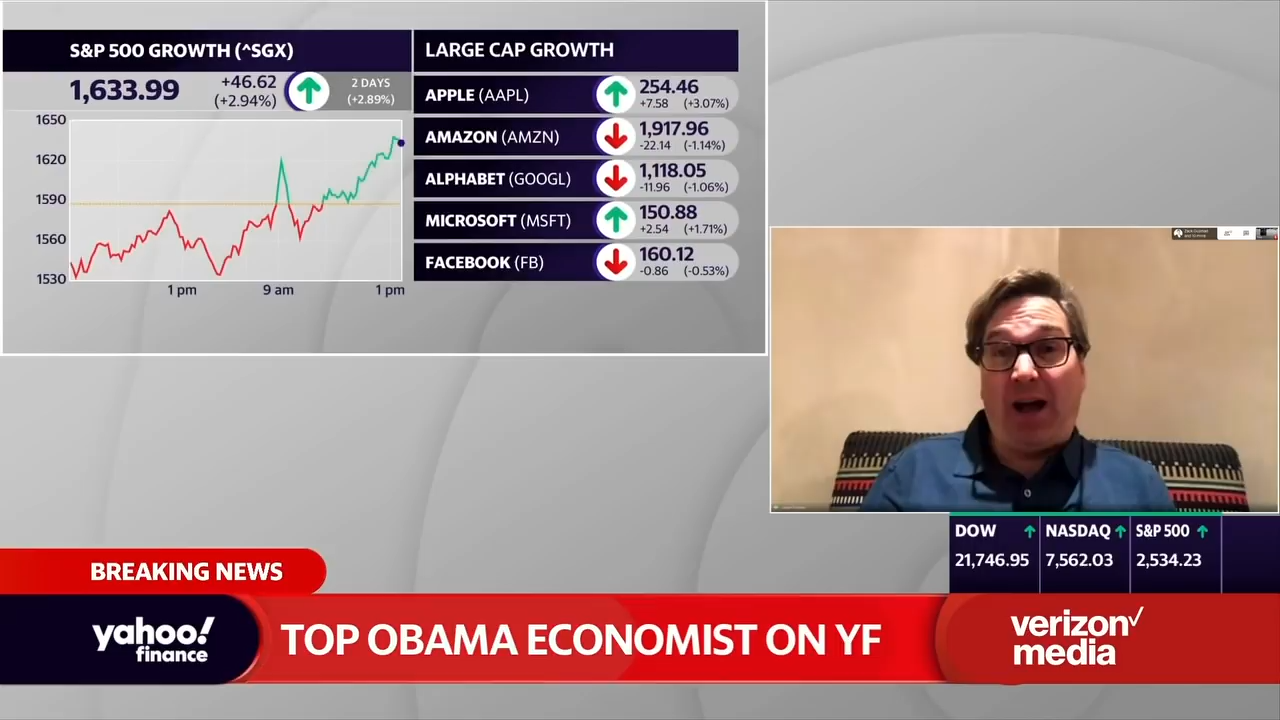 S&P 500 GROWTH (^SGX)
1,633.99
+46.62
(+2.94%)
2 DAYS
(+2.89%)
1650
1620
1590
1560
1530
1 pm
9 am
1 pm
LARGE CAP GROWTH
APPLE (AAPL)
254.46
+7.58 (+3.07%)
AMAZON (AMZN)
1,917.96
-22.14 (-1.14%)
ALPHABET (GOOGL)
1,118.05
-11.96 (-1.06%)
MICROSOFT (MSFT)
150.88
+2.54 (+1.71%)
FACEBOOK (FB)
160.12
-0.86 (-0.53%)
DOW
21,746.95
NASDAQ
7,562.03
S&P 500
2,534.23
BREAKING NEWS
yahoo!
finance
TOP OBAMA ECONOMIST ON YF
verizon
media